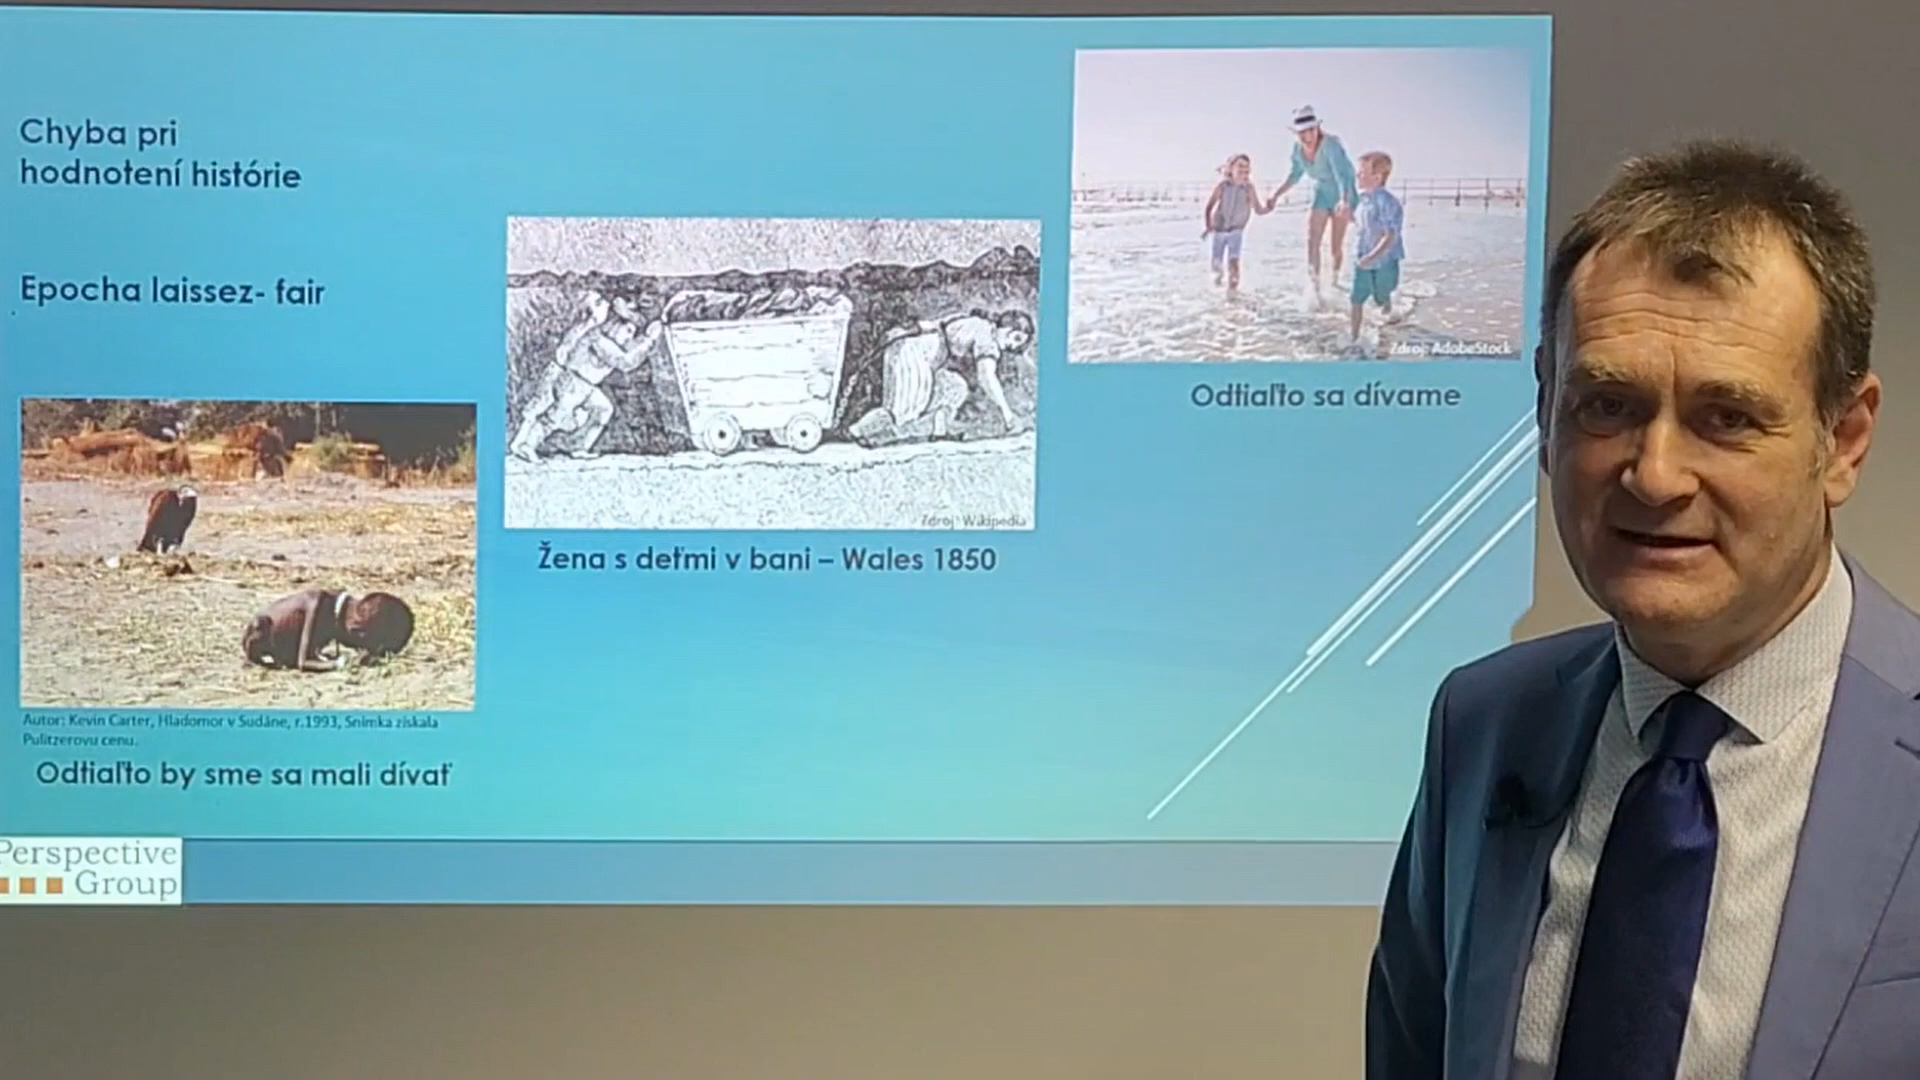 Chyba pri
hodnotení histórie
Epocha laissez- fair
Zdroj: AdobeStock
Odtiaľto sa dívame
Zdroj: Wikipedia
Žena s deťmi v bani – Wales 1850
Autor: Kevin Carter, Hladomor v Sudáne, r.1993, Snímka získala
Pulitzerovu cenu.
Odtiaľto by sme sa mali dívať
Perspective
Group